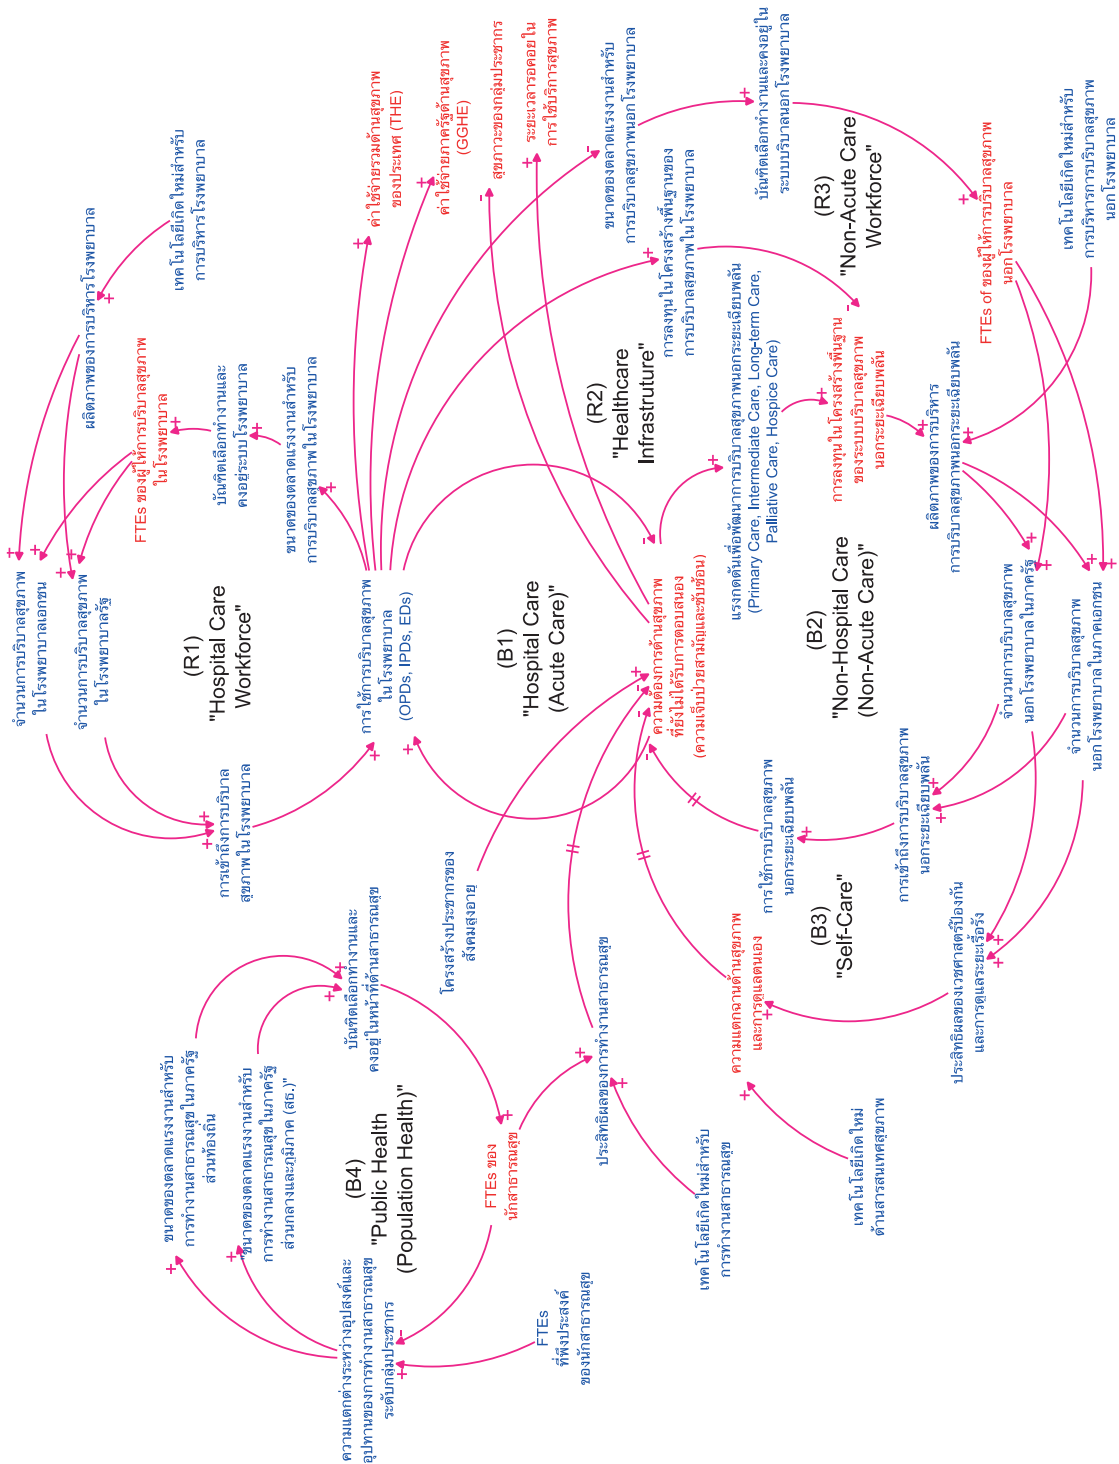 จำนวนการบริบาลสุขภาพ
ในโรงพยาบาลเอกชน
จำนวนการบริบาลสุขภาพ
ในโรงพยาบาลรัฐ
ผลิตภาพของการบริหารโรงพยาบาล
เทคโนโลยีเกิดใหม่สำหรับ
การบริหารโรงพยาบาล
FTEs ของผู้ให้การบริบาลสุขภาพ
ในโรงพยาบาล
(R1)
"Hospital Care
Workforce"
บัณฑิตเลือกทำงานและ
คงอยู่ระบบโรงพยาบาล
การเข้าถึงการบริบาล
สุขภาพในโรงพยาบาล
ขนาดของตลาดแรงงานสำหรับ
การบริบาลสุขภาพในโรงพยาบาล
ขนาดของตลาดแรงงานสำหรับ
การทำงานสาธารณสุขในภาครัฐ
ส่วนท้องถิ่น
"ขนาดของตลาดแรงงานสำหรับ
การทำงานสาธารณสุขในภาครัฐ
ส่วนกลางและภูมิภาค (สธ.)"
บัณฑิตเลือกทำงานและ
คงอยู่ในหน้าที่ด้านสาธารณสุข
ความแตกต่างระหว่างอุปสงค์และ
อุปทานของการทำงานสาธารณสุข
ระดับกลุ่มประชากร
(B4)
"Public Health
(Population Health)"
การใช้การบริบาลสุขภาพ
ในโรงพยาบาล
(OPDs, IPDs, EDs)
ค่าใช้จ่ายรวมด้านสุขภาพ
ของประเทศ (THE)
ค่าใช้จ่ายภาครัฐด้านสุขภาพ
(GGHE)
สุขภาวะของกลุ่มประชากร
ระยะเวลารอคอยใน
การใช้บริการสุขภาพ
โครงสร้างประชากรของ
สังคมสูงอายุ
FTEs ของ
นักสาธารณสุข
(B1)
"Hospital Care
(Acute Care)"
FTEs
ที่พึงประสงค์
ของนักสาธารณสุข
ประสิทธิผลของการทำงานสาธารณสุข
(R2)
"Healthcare
Infrastruture"
ขนาดของตลาดแรงงานสำหรับ
การบริบาลสุขภาพนอกโรงพยาบาล
ความต้องการด้านสุขภาพ
ที่ยังไม่ได้รับการตอบสนอง
(ความเจ็บป่วยสามัญและซับซ้อน)
การลงทุนในโครงสร้างพื้นฐานของ
การบริบาลสุขภาพในโรงพยาบาล
เทคโนโลยีเกิดใหม่สำหรับ
การทำงานสาธารณสุข
แรงกดดันเพื่อพัฒนาการบริบาลสุขภาพนอกระยะเฉียบพลัน
(Primary Care, Intermediate Care, Long-term Care,
Palliative Care, Hospice Care)
บัณฑิตเลือกทำงานและคงอยู่ใน
ระบบบริบาลนอกโรงพยาบาล
ความแตกฉานด้านสุขภาพ
และการดูแลตนเอง
การใช้การบริบาลสุขภาพ
นอกระยะเฉียบพลัน
(B2)
"Non-Hospital Care
(Non-Acute Care)"
(R3)
"Non-Acute Care
Workforce"
(B3)
"Self-Care"
การลงทุนในโครงสร้างพื้นฐาน
ของระบบบริบาลสุขภาพ
นอกระยะเฉียบพลัน
เทคโนโลยีเกิดใหม่
ด้านสารสนเทศสุขภาพ
การเข้าถึงการบริบาลสุขภาพ
นอกระยะเฉียบพลัน
ผลิตภาพของการบริหาร
การบริบาลสุขภาพนอกระยะเฉียบพลัน
ประสิทธิผลของเวชศาสตร์ป้องกัน
และการดูแลระยะเรื้อรัง
FTEs of ของผู้ให้การบริบาลสุขภาพ
นอกโรงพยาบาล
จำนวนการบริบาลสุขภาพ
นอกโรงพยาบาลในภาครัฐ
จำนวนการบริบาลสุขภาพ
นอกโรงพยาบาลในภาคเอกชน
เทคโนโลยีเกิดใหม่สำหรับ
การบริหารการบริบาลสุขภาพ
นอกโรงพยาบาล